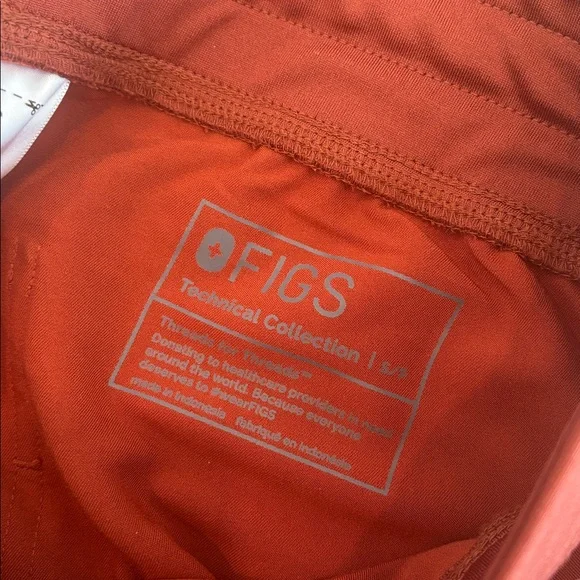 FIGS
Technical Collection | S/P
Threads for Threads™
Donating to healthcare providers in need
around the world. Because everyone
deserves to #wearFIGS
made in Indonesia fabriqué en Indonésie